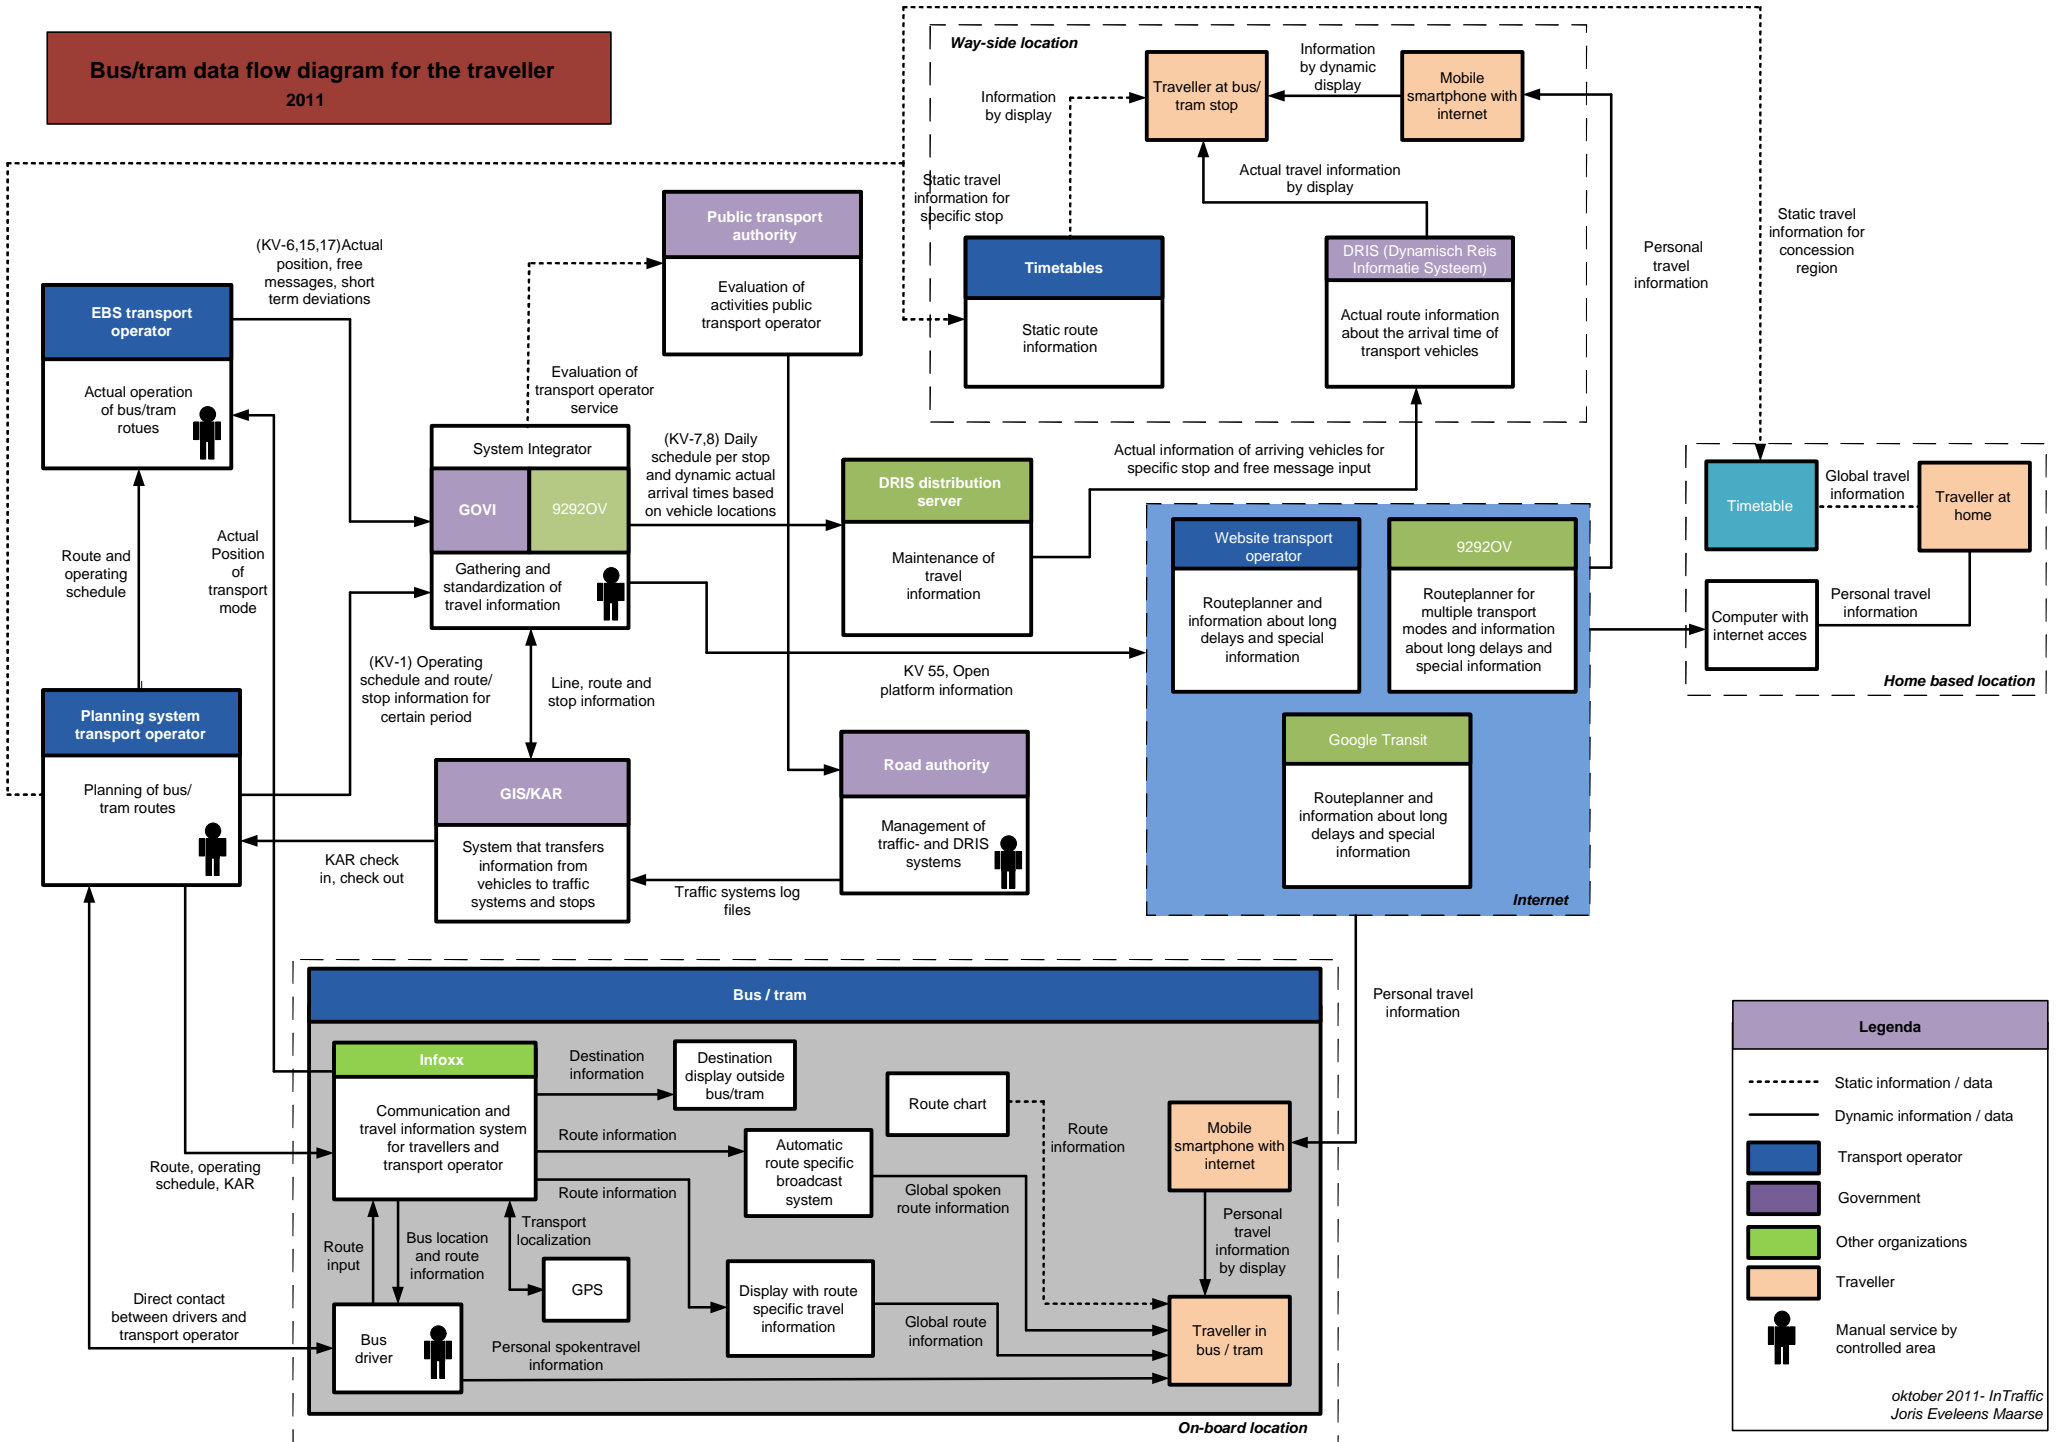 Bus/tram data flow diagram for the traveller
2011
Way-side location
Information
by display
Traveller at bus/
tram stop
Information
by dynamic
display
Mobile
smartphone with
internet
Actual travel information
by display
Static travel
information for
specific stop
Timetables
Static route
information
DRIS (Dynamisch Reis
Informatie Systeem)
Actual route information
about the arrival time of
transport vehicles
Personal
travel
information
Static travel
information for
concession
region
(KV-6,15,17)Actual
position, free
messages, short
term deviations
Public transport
authority
Evaluation of
activities public
transport operator
EBS transport
operator
Actual operation
of bus/tram
rotues
Evaluation of
transport operator
service
System Integrator
GOVI
9292OV
Gathering and
standardization of
travel information
(KV-7,8) Daily
schedule per stop
and dynamic actual
arrival times based
on vehicle locations
DRIS distribution
server
Maintenance of
travel
information
Actual information of arriving vehicles for
specific stop and free message input
Timetable
Global travel
information
Traveller at
home
Computer with
internet acces
Personal travel
information
Home based location
Website transport
operator
Routeplanner and
information about long
delays and special
information
9292OV
Routeplanner for
multiple transport
modes and information
about long delays and
special information
Google Transit
Routeplanner and
information about long
delays and special
information
Internet
Route and
operating
schedule
Actual
Position
of
transport
mode
(KV-1) Operating
schedule and route/
stop information for
certain period
Line, route and
stop information
KV 55, Open
platform information
Planning system
transport operator
Planning of bus/
tram routes
GIS/KAR
System that transfers
information from
vehicles to traffic
systems and stops
KAR check
in, check out
Road authority
Management of
traffic- and DRIS
systems
Traffic systems log
files
Personal travel
information
Bus / tram
Infoxx
Communication and
travel information system
for travellers and
transport operator
Destination
information
Destination
display outside
bus/tram
Route information
Automatic
route specific
broadcast
system
Route information
Route chart
Route
information
Mobile
smartphone with
internet
Global spoken
route information
Personal
travel
information
by display
Route, operating
schedule, KAR
Route
input
Bus location
and route
information
Transport
localization
GPS
Display with route
specific travel
information
Global route
information
Traveller in
bus / tram
Direct contact
between drivers and
transport operator
Bus
driver
Personal spokentravel
information
On-board location
Legenda
Static information / data
Dynamic information / data
Transport operator
Government
Other organizations
Traveller
Manual service by
controlled area
oktober 2011- InTraffic
Joris Eveleens Maarse